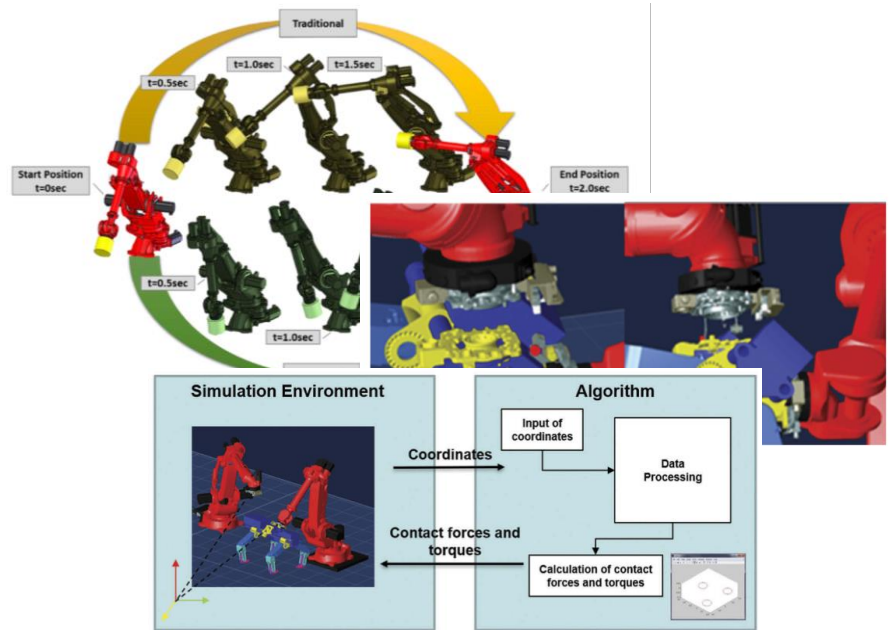 Traditional
t=1.0sec
t=1.5sec
t=0.5sec
Start Position
t=0sec
End Position
t=2.0sec
t=0.5sec
t=1.0sec
Simulation Environment
Coordinates
Contact forces and
torques
Algorithm
Input of
coordinates
Data
Processing
Calculation of contact
forces and torques